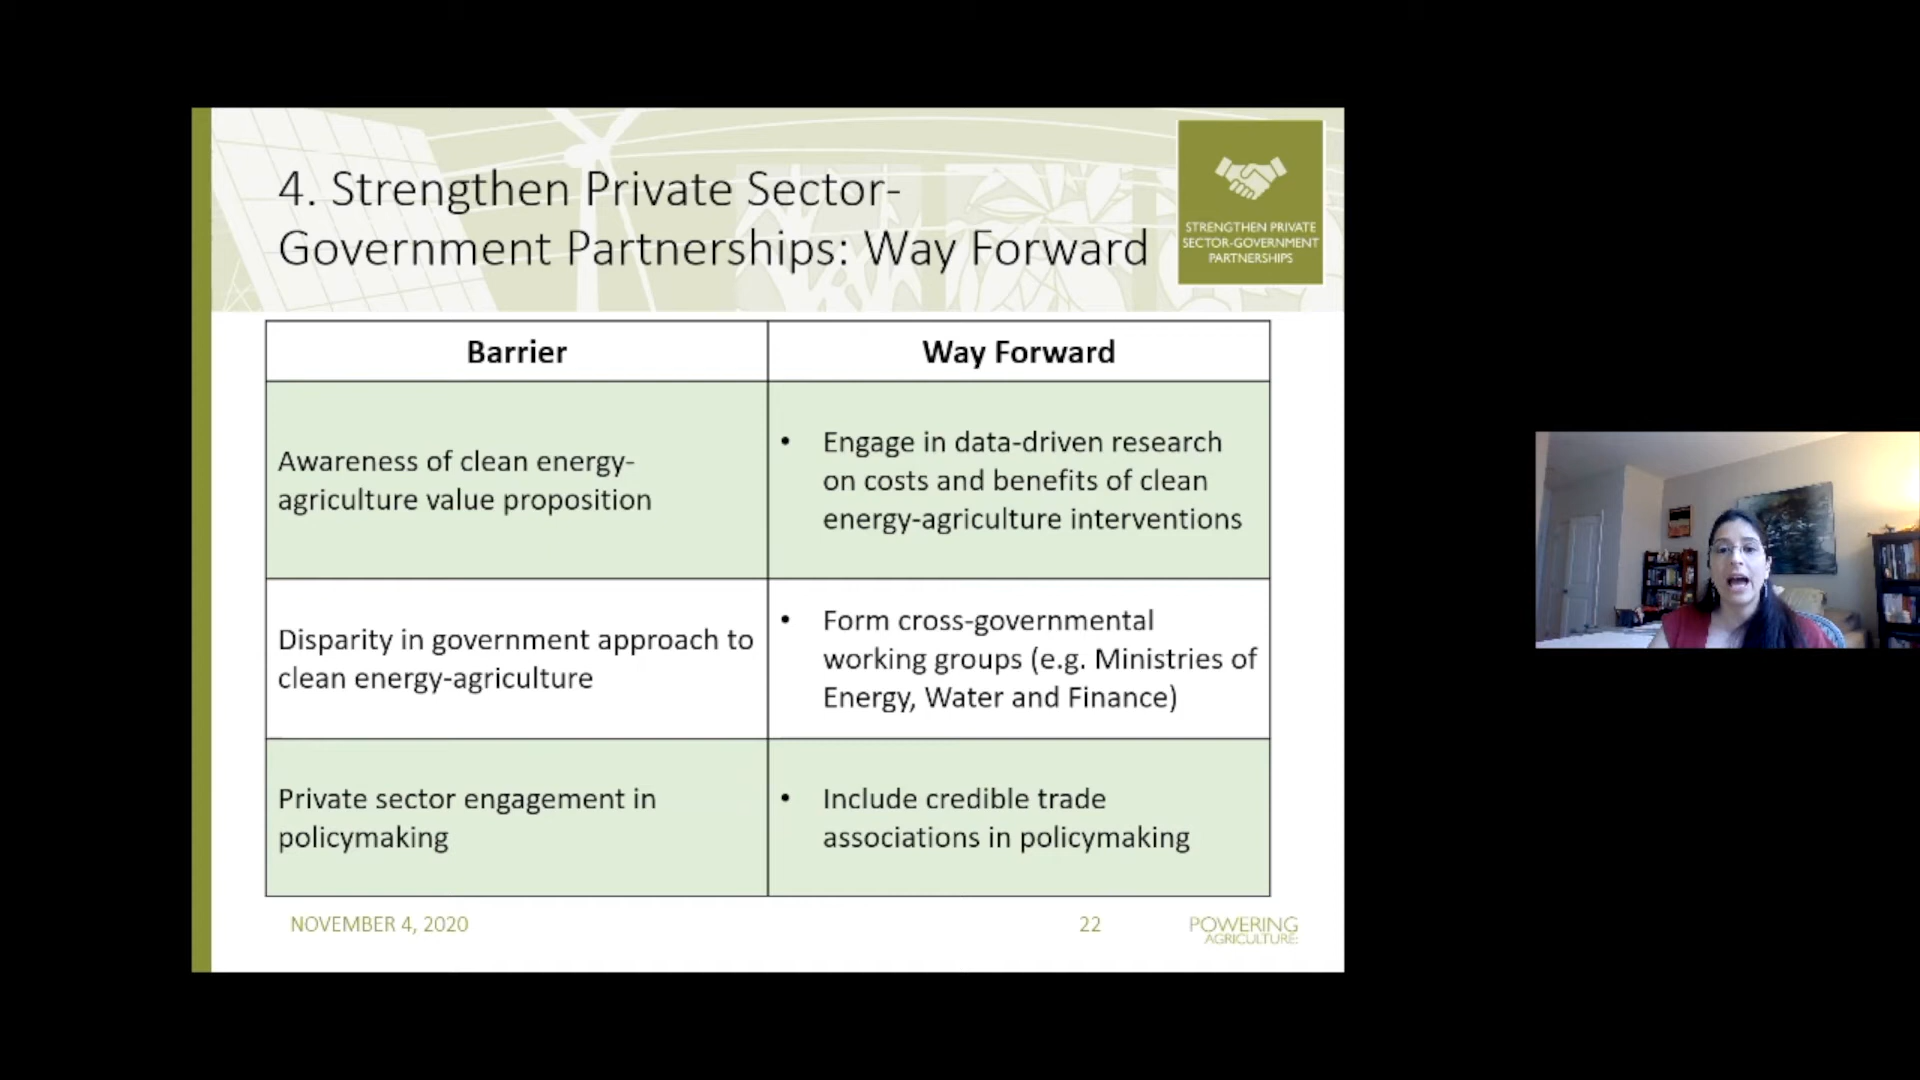 4. Strengthen Private Sector-
Government Partnerships: Way Forward
STRENGTHEN PRIVATE
SECTOR-GOVERNMENT
PARTNERSHIPS
Barrier
Way Forward
Awareness of clean energy-
agriculture value proposition
• Engage in data-driven research
on costs and benefits of clean
energy-agriculture interventions
Disparity in government approach to
clean energy-agriculture
• Form cross-governmental
working groups (e.g. Ministries of
Energy, Water and Finance)
Private sector engagement in
policymaking
• Include credible trade
associations in policymaking
NOVEMBER 4, 2020
22
POWERING
AGRICULTURE: